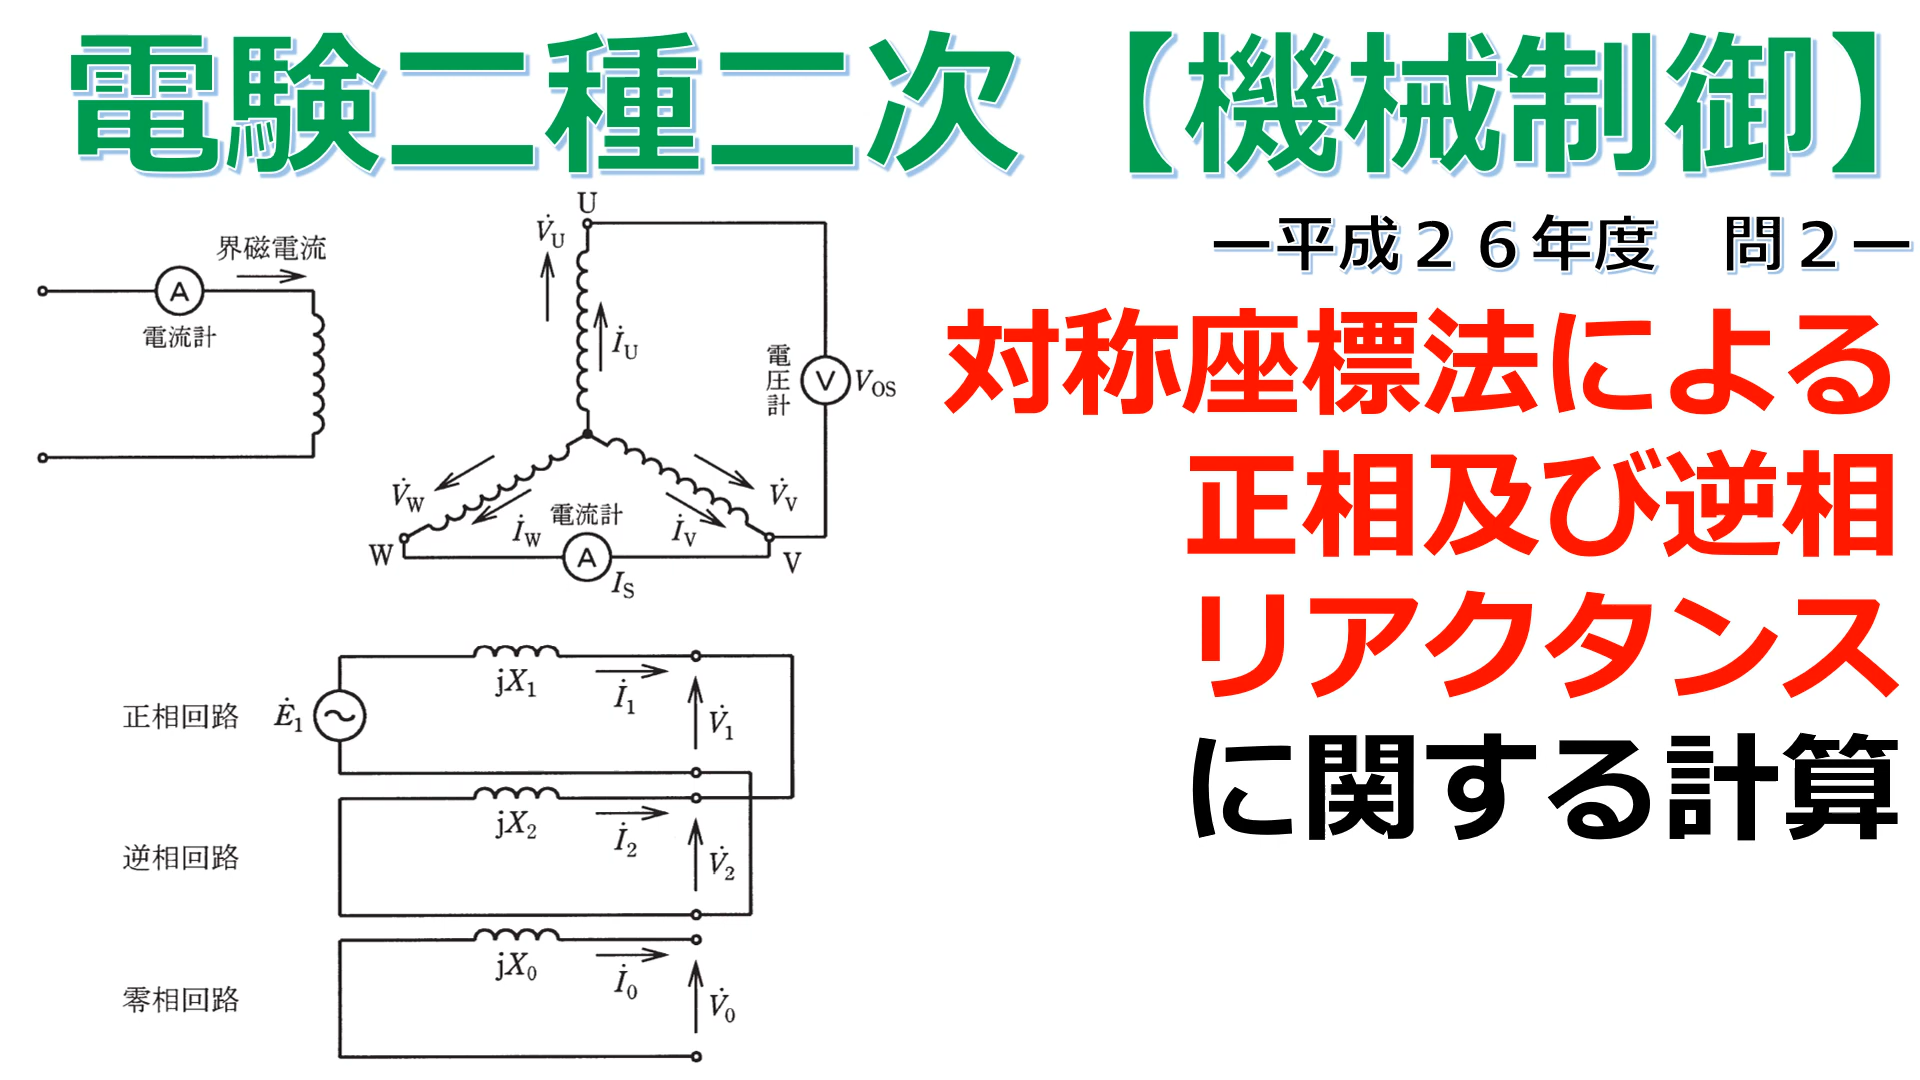 電験二種二次【機械制御】
―平成２６年度　問２―
対称座標法による
正相及び逆相
リアクタンス
に関する計算
界磁電流
A
電流計
U
V̇U
İU
電圧計
V
VOS
V̇W
İW
電流計
İV
V̇V
W
A
V
IS
正相回路
Ė1
jX1
İ1
V̇1
逆相回路
jX2
İ2
V̇2
零相回路
jX0
İ0
V̇0